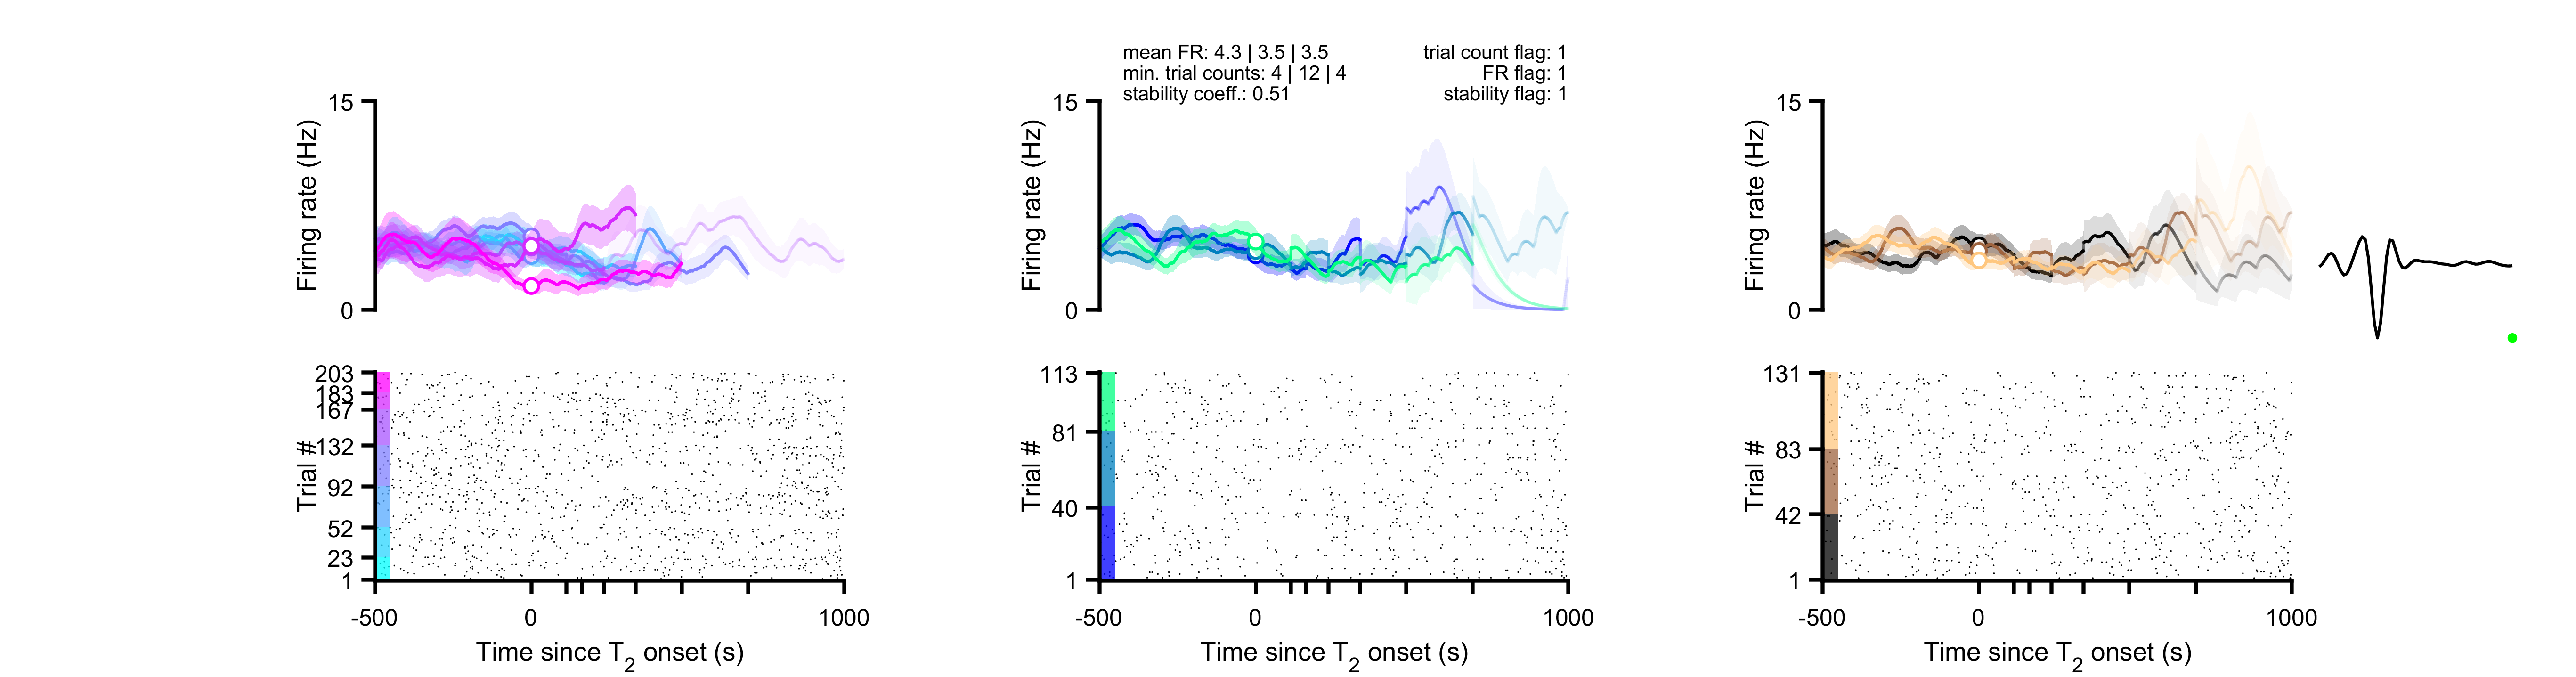 mean FR: 4.3 | 3.5 | 3.5
min. trial counts: 4 | 12 | 4
stability coeff.: 0.51
trial count flag: 1
FR flag: 1
stability flag: 1
Firing rate (Hz)
15
0
Firing rate (Hz)
15
0
Firing rate (Hz)
15
0
Trial #
203
183
167
132
92
52
23
1
-500
0
1000
Time since T2 onset (s)
Trial #
113
81
40
1
-500
0
1000
Time since T2 onset (s)
Trial #
131
83
42
1
-500
0
1000
Time since T2 onset (s)